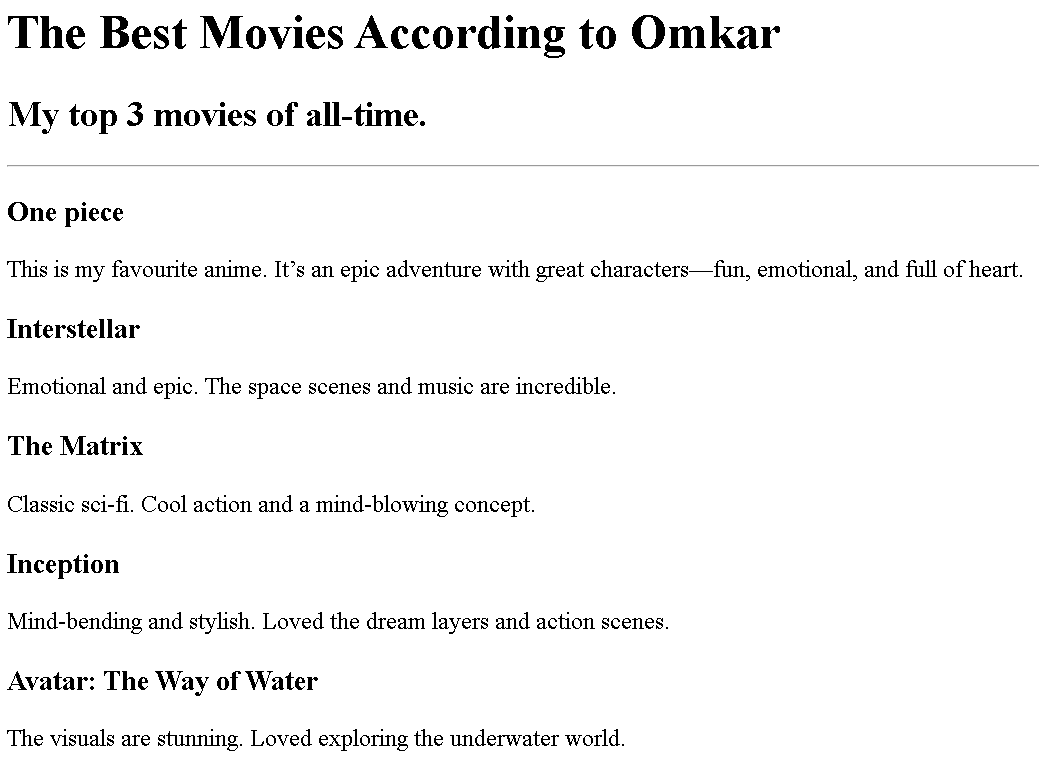 The Best Movies According to Omkar
My top 3 movies of all-time.
One piece
This is my favourite anime. It’s an epic adventure with great characters—fun, emotional, and full of heart.
Interstellar
Emotional and epic. The space scenes and music are incredible.
The Matrix
Classic sci-fi. Cool action and a mind-blowing concept.
Inception
Mind-bending and stylish. Loved the dream layers and action scenes.
Avatar: The Way of Water
The visuals are stunning. Loved exploring the underwater world.